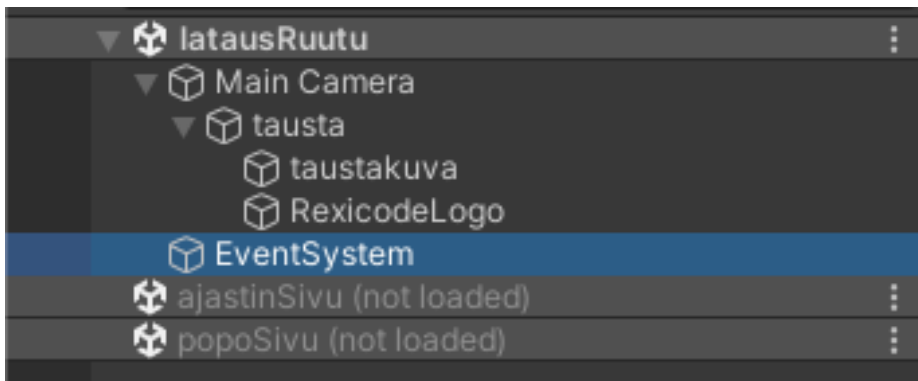 latausRuutu
Main Camera
tausta
taustakuva
RexicodeLogo
EventSystem
ajastinSivu (not loaded)
popoSivu (not loaded)